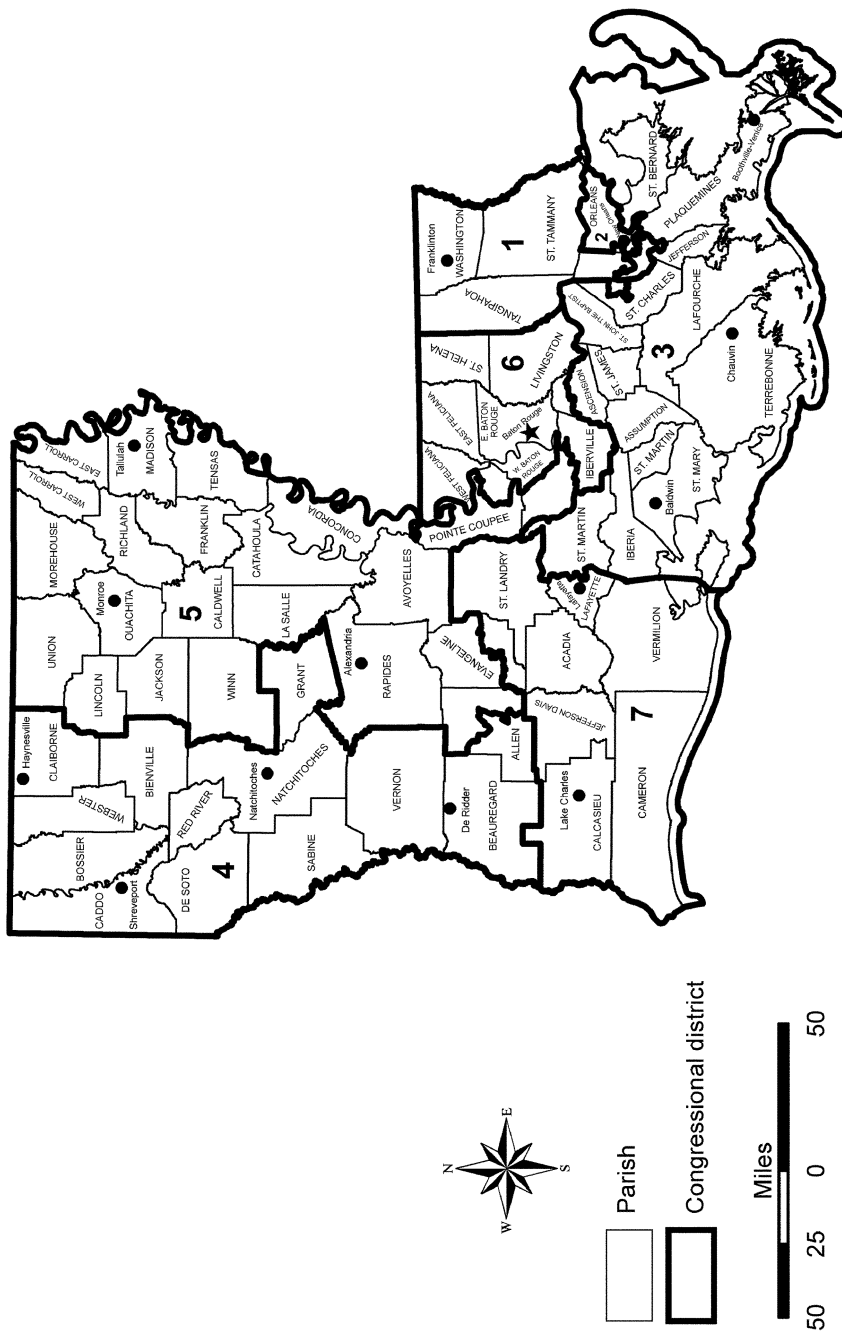 Haynesville
CLAIBORNE
UNION
MOREHOUSE
WEST CARROLL
EAST CARROLL
WEBSTER
BOSSIER
CADDO
Shreveport
LINCOLN
Monroe
OUACHITA
RICHLAND
Tallulah
MADISON
BIENVILLE
JACKSON
RED RIVER
DE SOTO
4
WINN
5
CALDWELL
FRANKLIN
TENSAS
Natchitoches
NATCHITOCHES
SABINE
GRANT
LA SALLE
CATAHOULA
CONCORDIA
Alexandria
RAPIDES
AVOYELLES
VERNON
De Ridder
BEAUREGARD
ALLEN
EVANGELINE
ST. LANDRY
POINTE COUPEE
WEST FELICIANA
EAST FELICIANA
ST. HELENA
Franklinton
WASHINGTON
TANGIPAHOA
E. BATON
ROUGE
Baton Rouge
W. BATON
ROUGE
6
LIVINGSTON
1
ST. TAMMANY
Lake Charles
CALCASIEU
JEFFERSON DAVIS
ACADIA
Lafayette
LAFAYETTE
ST. MARTIN
IBERVILLE
ASCENSION
ST. JAMES
ST. JOHN THE BAPTIST
2
ORLEANS
CAMERON
7
VERMILION
IBERIA
Baldwin
ST. MARTIN
ST. MARY
ASSUMPTION
ST. CHARLES
JEFFERSON
ST. BERNARD
PLAQUEMINES
Boothville-Venice
3
LAFOURCHE
Chauvin
TERREBONNE
N
W
E
S
Parish
Congressional district
Miles
50 25 0 50